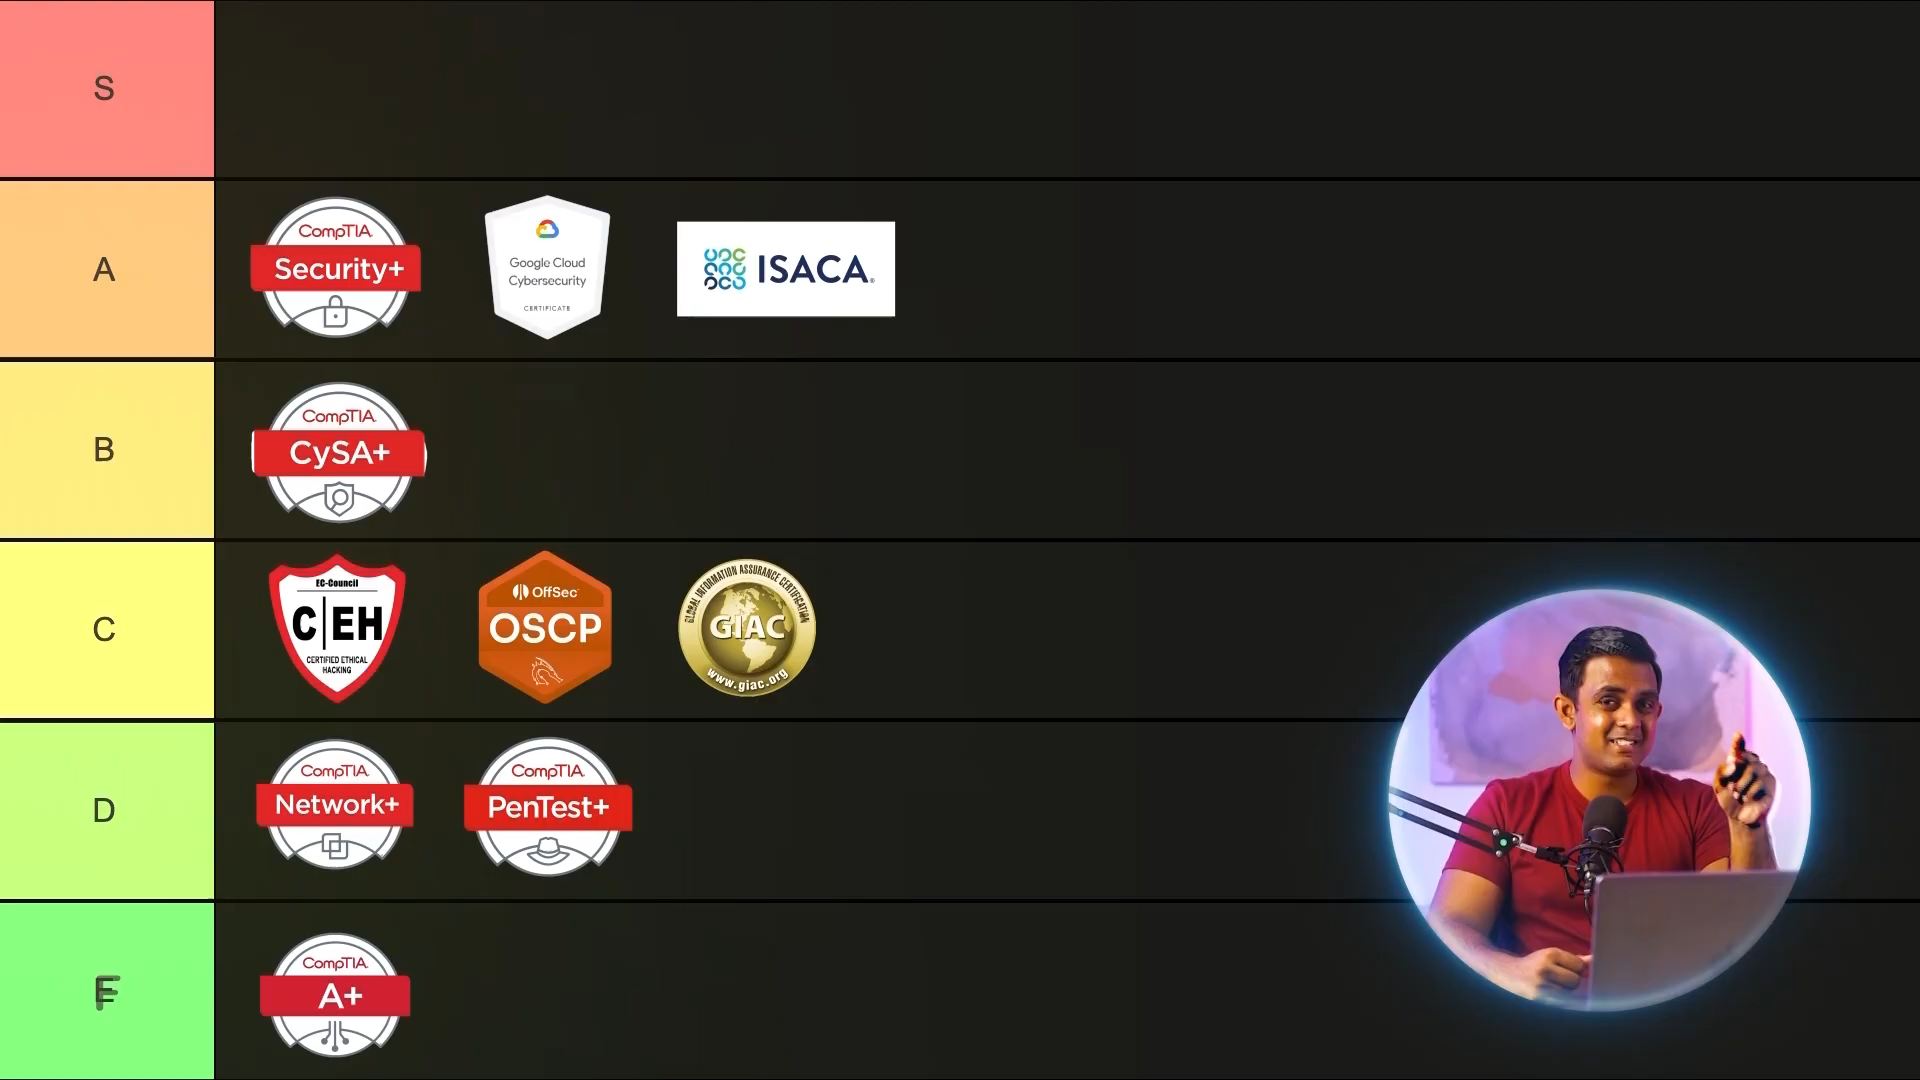 S
A
CompTIA.
Security+
Google Cloud
Cybersecurity
CERTIFICATE
ISACA®
B
CompTIA.
CySA+
C
EC-Council
C|EH
CERTIFIED ETHICAL
HACKING
OffSec
OSCP
GLOBAL INFORMATION ASSURANCE CERTIFICATION
GIAC
www.giac.org
D
CompTIA.
Network+
CompTIA.
PenTest+
F
CompTIA.
A+